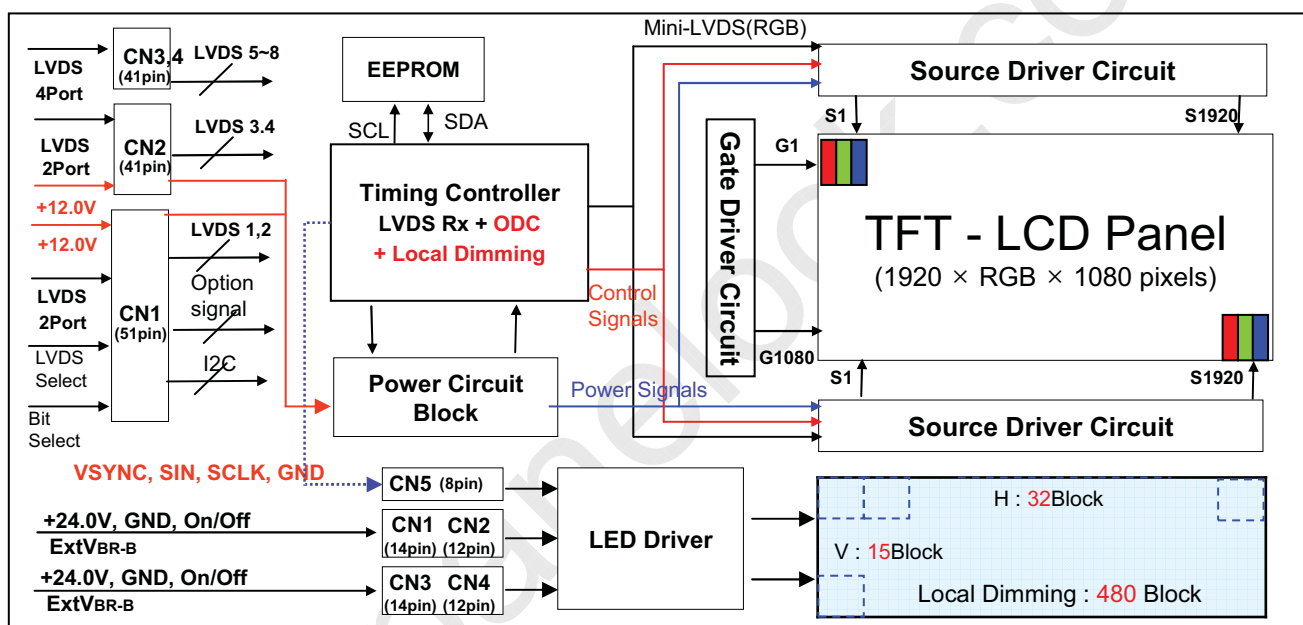 Mini-LVDS(RGB)
CN3,4
(41pin)
LVDS 5~8
LVDS
4Port
EEPROM
Source Driver Circuit
SCL
SDA
S1
S1920
CN2
(41pin)
LVDS 3.4
LVDS
2Port
+12.0V
+12.0V
Timing Controller
LVDS Rx + ODC
+ Local Dimming
Gate Driver Circuit
G1
G1080
TFT - LCD Panel
(1920 × RGB × 1080 pixels)
CN1
(51pin)
LVDS 1,2
Option
signal
I2C
LVDS
2Port
LVDS
Select
Bit
Select
Control
Signals
Power Circuit
Block
Power Signals
S1
S1920
Source Driver Circuit
VSYNC, SIN, SCLK, GND
CN5 (8pin)
+24.0V, GND, On/Off
ExtVBR-B
CN1 CN2
(14pin) (12pin)
+24.0V, GND, On/Off
ExtVBR-B
CN3 CN4
(14pin) (12pin)
LED Driver
H : 32Block
V : 15Block
Local Dimming : 480 Block